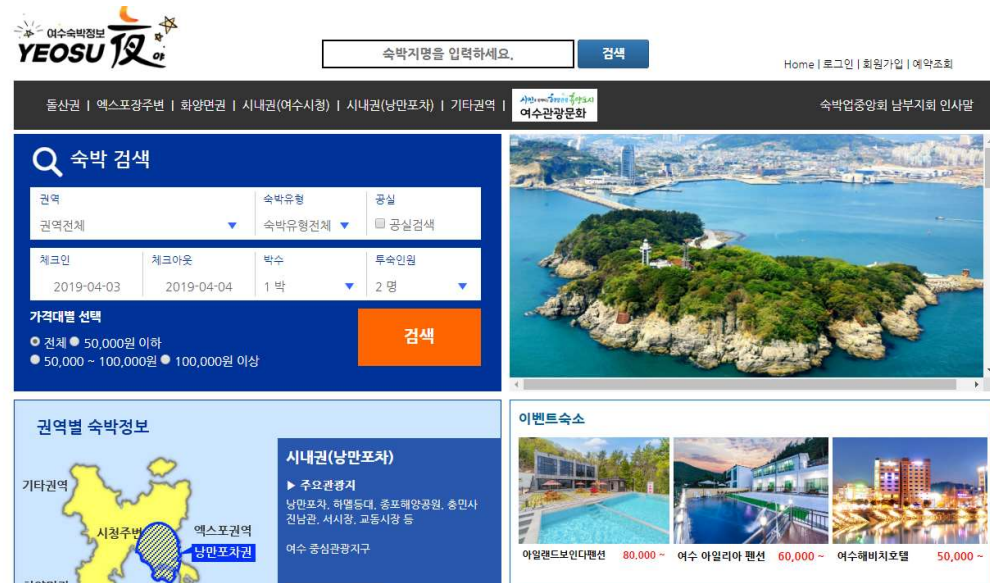 여수숙박정보
YEOSU 夜 야
숙박지명을 입력하세요.
검색
Home | 로그인 | 회원가입 | 예약조회
돌산권 | 엑스포장주변 | 화양면권 | 시내권(여수시청) | 시내권(낭만포차) | 기타권역 |
여수관광문화
숙박업중앙회 남부지회 인사말
숙박 검색
권역 숙박유형 공실
권역전체 숙박유형전체 공실검색
체크인 체크아웃 박수 투숙인원
2019-04-03 2019-04-04 1 박 2 명
가격대별 선택
전체 50,000원 이하
50,000 ~ 100,000원 100,000원 이상
검색
권역별 숙박정보
기타권역
시청주변
엑스포권역
낭만포차권
시내권(낭만포차)
▶ 주요관광지
낭만포차, 하멜등대, 종포해양공원, 충민사
진남관, 서시장, 교동시장 등
여수 중심관광지구
이벤트숙소
아일랜드보인다펜션 80,000 ~
여수 아일리아 펜션 60,000 ~
여수해비치호텔 50,000 ~